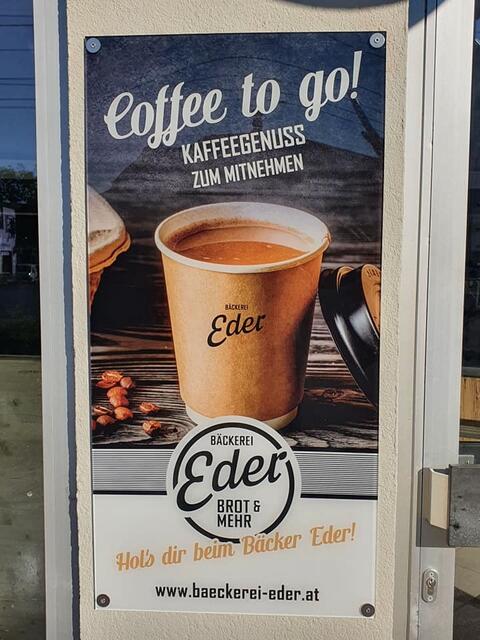 Coffee to go!
KAFFEEGENUSS
ZUM MITNEHMEN
BÄCKEREI
Eder
BÄCKEREI
Eder
BROT &
MEHR
Hol's dir beim Bäcker Eder!
www.baeckerei-eder.at